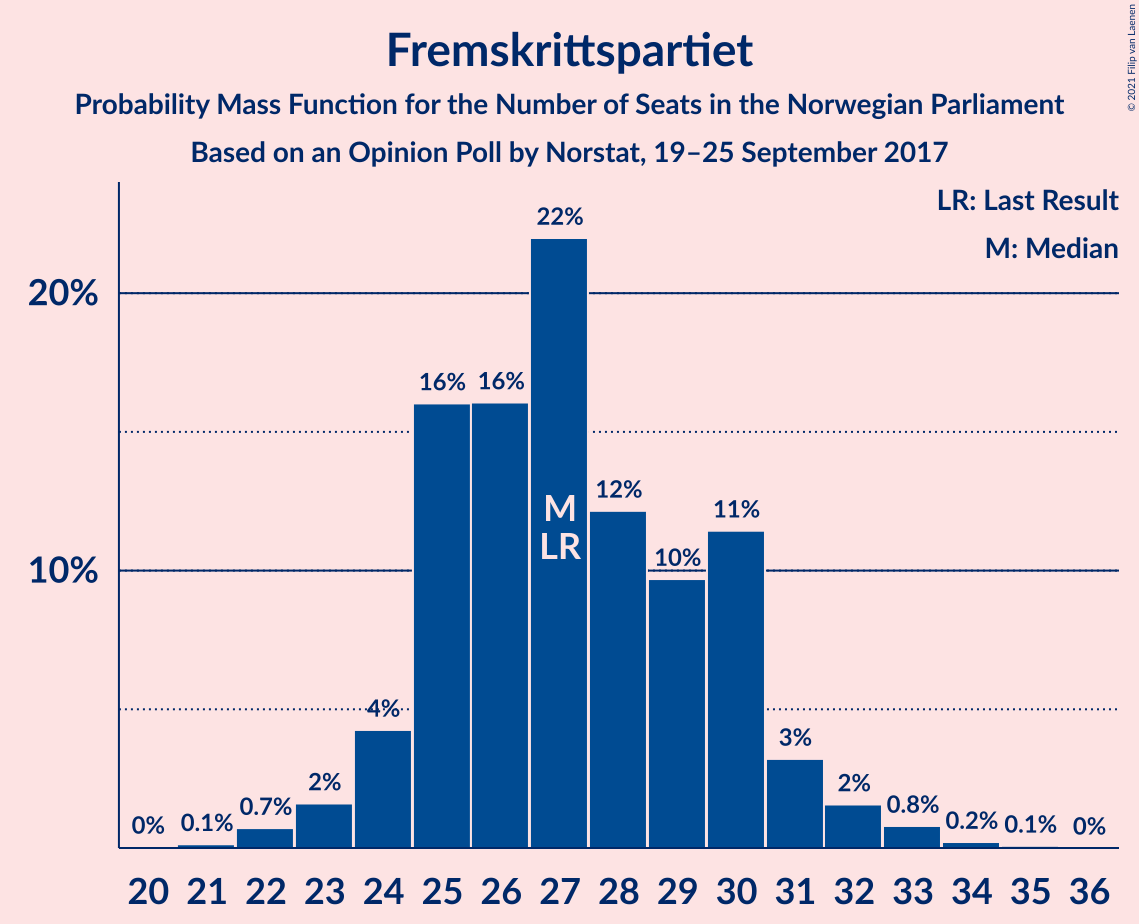 Fremskrittspartiet
Probability Mass Function for the Number of Seats in the Norwegian Parliament
Based on an Opinion Poll by Norstat, 19–25 September 2017
© 2021 Filip van Laenen
LR: Last Result
M: Median
20%
10%
0% 0.1% 0.7% 2% 4% 16% 16% 22% 12% 10% 11% 3% 2% 0.8% 0.2% 0.1% 0%
M
LR
20 21 22 23 24 25 26 27 28 29 30 31 32 33 34 35 36